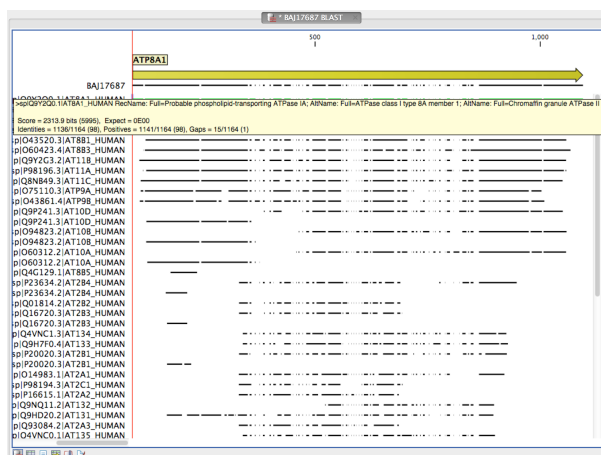 * BAJ17687 BLAST
500 1,000
ATP8A1
BAJ17687
>sp|Q9Y2Q0.1|AT8A1_HUMAN RecName: Full=Probable phospholipid-transporting ATPase IA; AltName: Full=ATPase class I type 8A member 1; AltName: Full=Chromaffin granule ATPase II
Score = 2313.9 bits (5995), Expect = 0E00
Identities = 1136/1164 (98), Positives = 1141/1164 (98), Gaps = 15/1164 (1)
sp|O43520.3|AT8B1_HUMAN
sp|O60423.4|AT8B3_HUMAN
p|Q9Y2G3.2|AT11B_HUMAN
sp|P98196.3|AT11A_HUMAN
p|Q8NB49.3|AT11C_HUMAN
sp|O75110.3|ATP9A_HUMAN
sp|O43861.4|ATP9B_HUMAN
p|Q9P241.3|AT10D_HUMAN
p|Q9P241.3|AT10D_HUMAN
p|O94823.2|AT10B_HUMAN
p|O94823.2|AT10B_HUMAN
p|O60312.2|AT10A_HUMAN
p|O60312.2|AT10A_HUMAN
p|Q4G129.1|AT8B5_HUMAN
sp|P23634.2|AT2B4_HUMAN
sp|P23634.2|AT2B4_HUMAN
p|Q01814.2|AT2B2_HUMAN
p|Q16720.3|AT2B3_HUMAN
p|Q16720.3|AT2B3_HUMAN
p|Q4VNC1.3|AT134_HUMAN
p|Q9H7F0.4|AT133_HUMAN
sp|P20020.3|AT2B1_HUMAN
sp|P20020.3|AT2B1_HUMAN
p|O14983.1|AT2A1_HUMAN
sp|P98194.3|AT2C1_HUMAN
sp|P16615.1|AT2A2_HUMAN
p|Q9NQ11.2|AT132_HUMAN
p|Q9HD20.2|AT131_HUMAN
p|Q93084.2|AT2A3_HUMAN
p|Q4VNC0.1|AT135_HUMAN